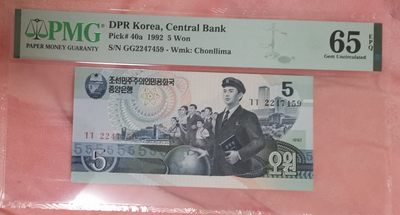 PMG
PAPER MONEY GUARANTY
DPR Korea, Central Bank
Pick# 40a 1992 5 Won
S/N GG2247459 - Wmk: Chonllima
65 EPQ
Gem Uncirculated
조선민주주의인민공화국
중앙은행
5
ㄱㄱ 2247459
ㄱㄱ 2247459
1992
5
오원